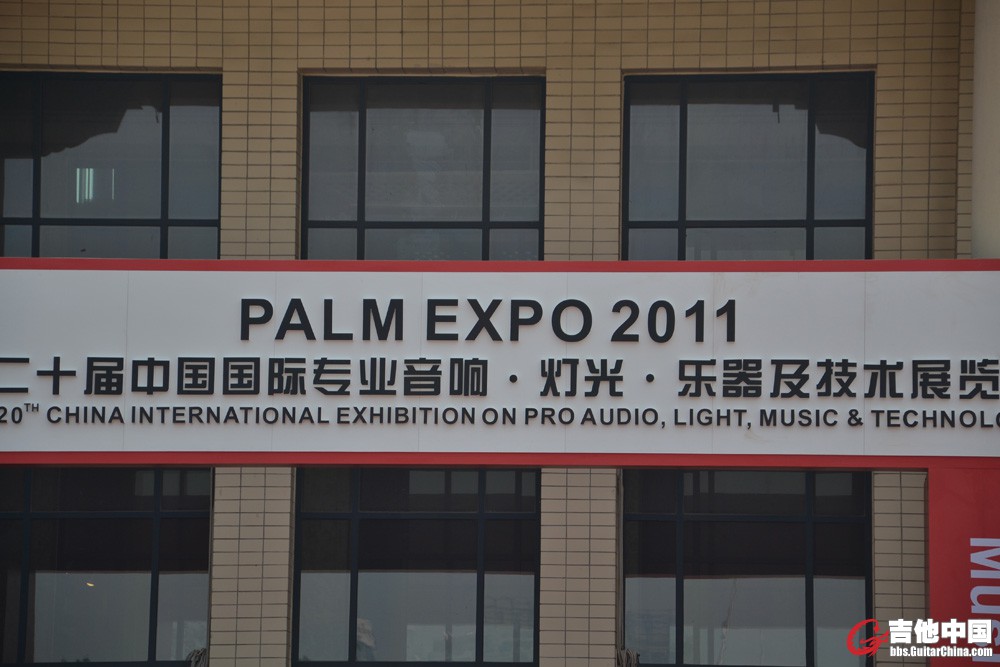 PALM EXPO 2011
二十届中国国际专业音响·灯光·乐器及技术展览
20TH CHINA INTERNATIONAL EXHIBITION ON PRO AUDIO, LIGHT, MUSIC & TECHNOLO
Musi
吉他中国
bbs.GuitarChina.com